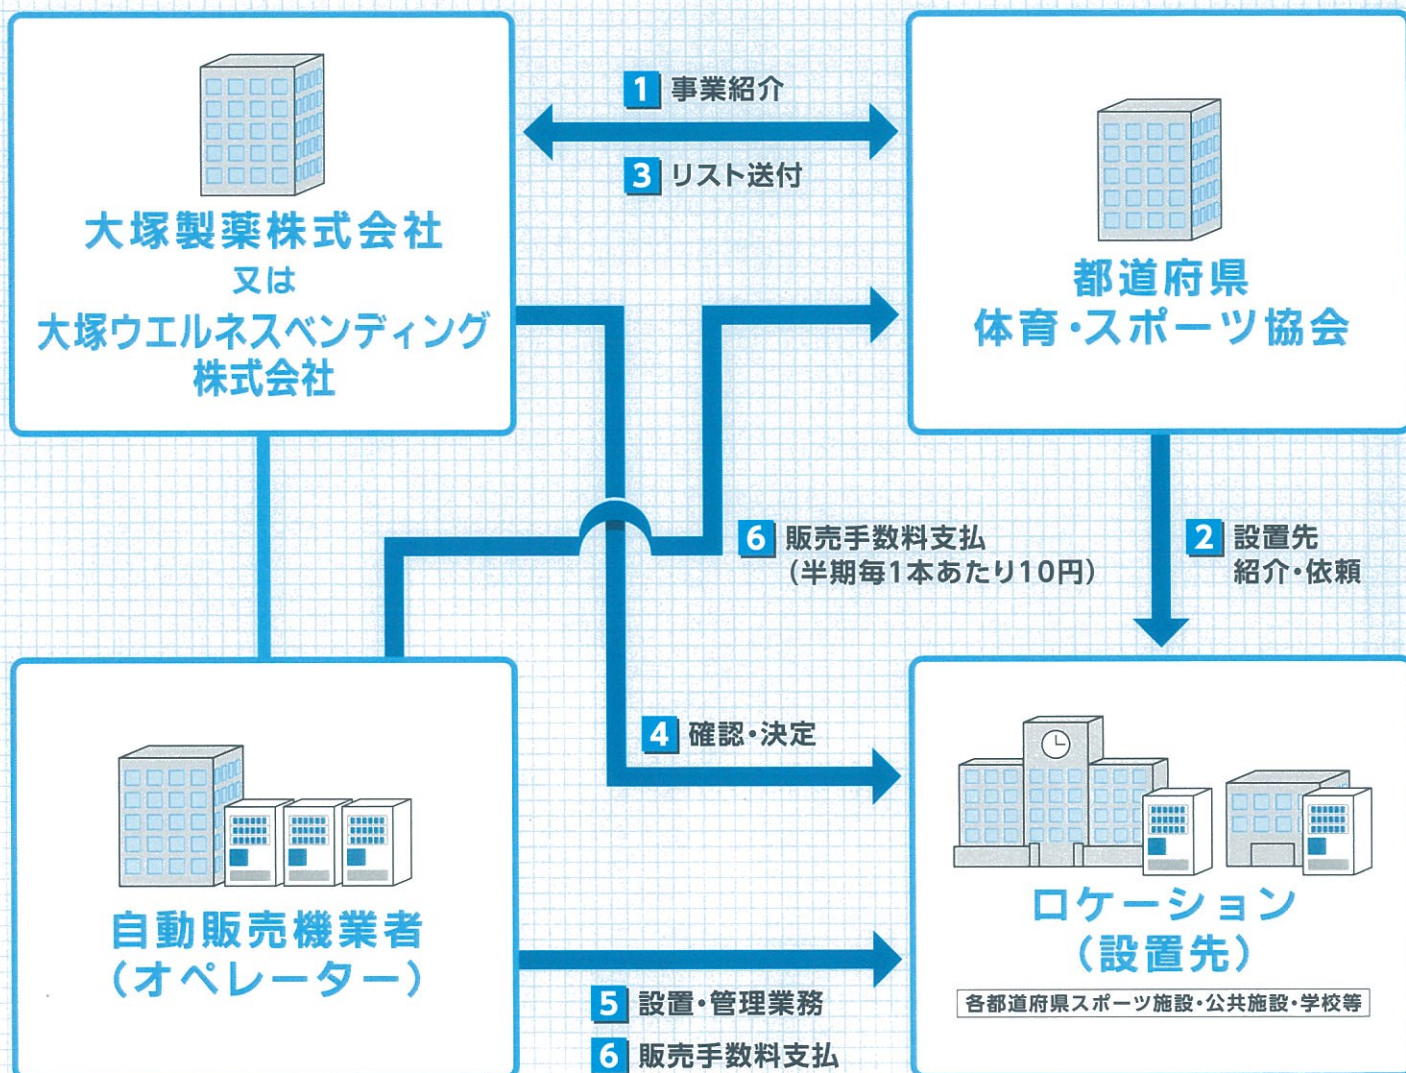 1 事業紹介
3 リスト送付
大塚製薬株式会社
又は
大塚ウエルネスベンディング
株式会社
都道府県
体育・スポーツ協会
6 販売手数料支払
(半期毎1本あたり10円)
2 設置先
紹介・依頼
4 確認・決定
自動販売機業者
(オペレーター)
ロケーション
(設置先)
各都道府県スポーツ施設・公共施設・学校等
5 設置・管理業務
6 販売手数料支払